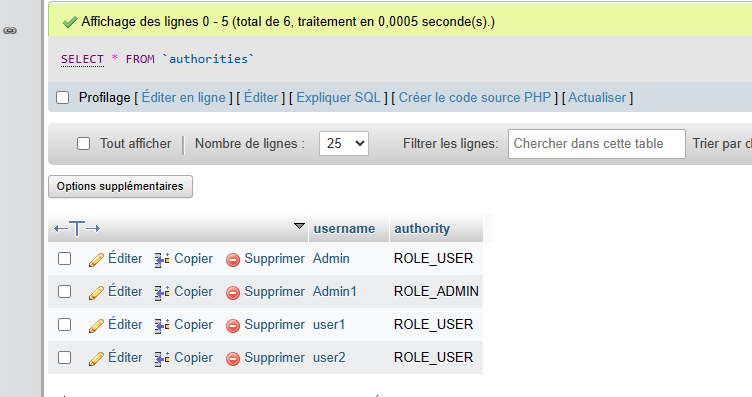 Affichage des lignes 0 - 5 (total de 6, traitement en 0,0005 seconde(s).)
SELECT * FROM `authorities`
Profilage [ Éditer en ligne ] [ Éditer ] [ Expliquer SQL ] [ Créer le code source PHP ] [ Actualiser ]
Tout afficher | Nombre de lignes : 25 Filtrer les lignes: Chercher dans cette table Trier par
Options supplémentaires
←T→ username authority
Éditer Copier Supprimer Admin ROLE_USER
Éditer Copier Supprimer Admin1 ROLE_ADMIN
Éditer Copier Supprimer user1 ROLE_USER
Éditer Copier Supprimer user2 ROLE_USER